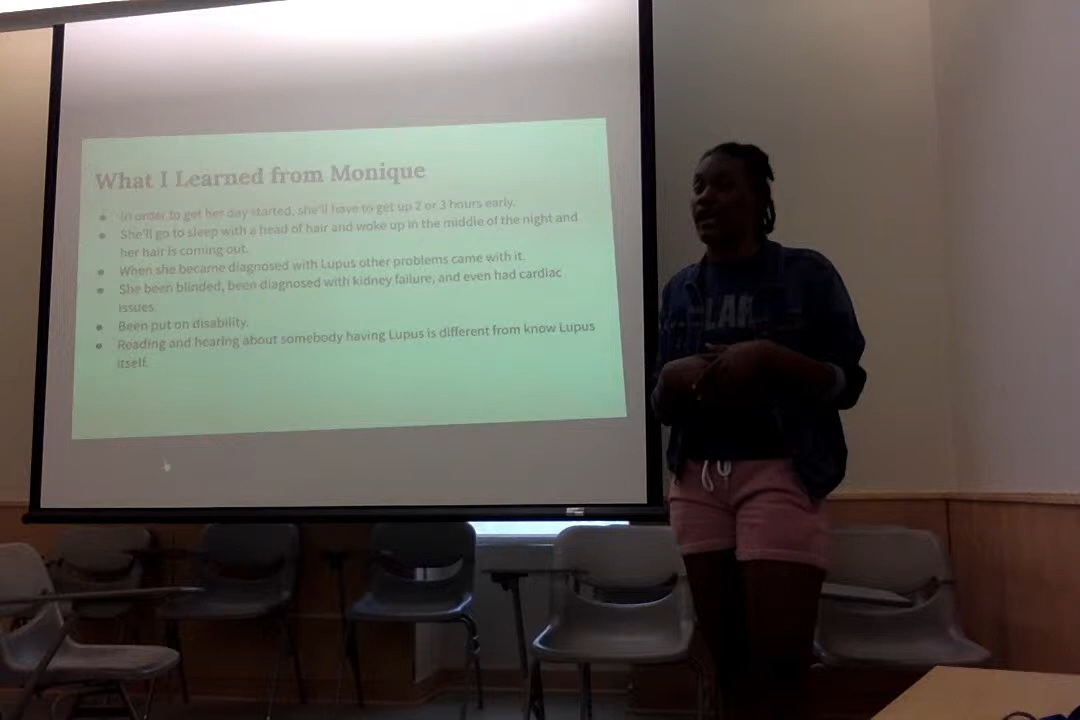 What I Learned from Monique
In order to get her day started, she'll have to get up 2 or 3 hours early.
She'll go to sleep with a head of hair and woke up in the middle of the night and
her hair is coming out.
When she became diagnosed with Lupus other problems came with it.
She been blinded, been diagnosed with kidney failure, and even had cardiac
issues.
Been put on disability.
Reading and hearing about somebody having Lupus is different from know Lupus
itself.